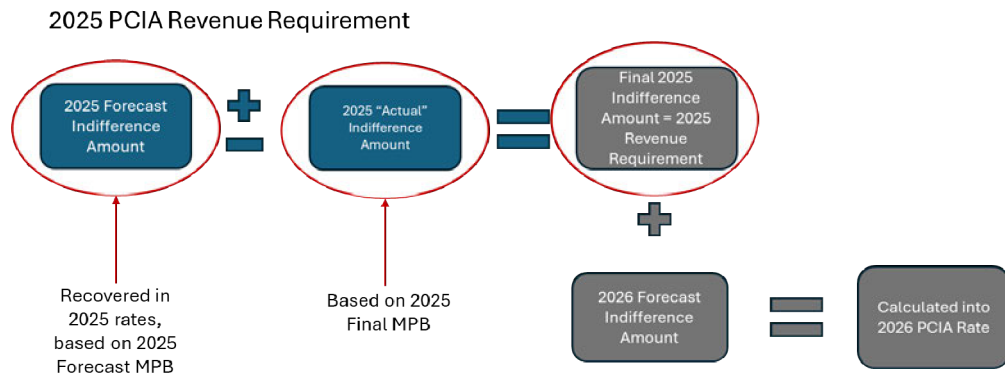 2025 PCIA Revenue Requirement
2025 Forecast
Indifference
Amount
2025 “Actual”
Indifference
Amount
Final 2025
Indifference
Amount = 2025
Revenue
Requirement
Recovered in
2025 rates,
based on 2025
Forecast MPB
Based on 2025
Final MPB
2026 Forecast
Indifference
Amount
Calculated into
2026 PCIA Rate